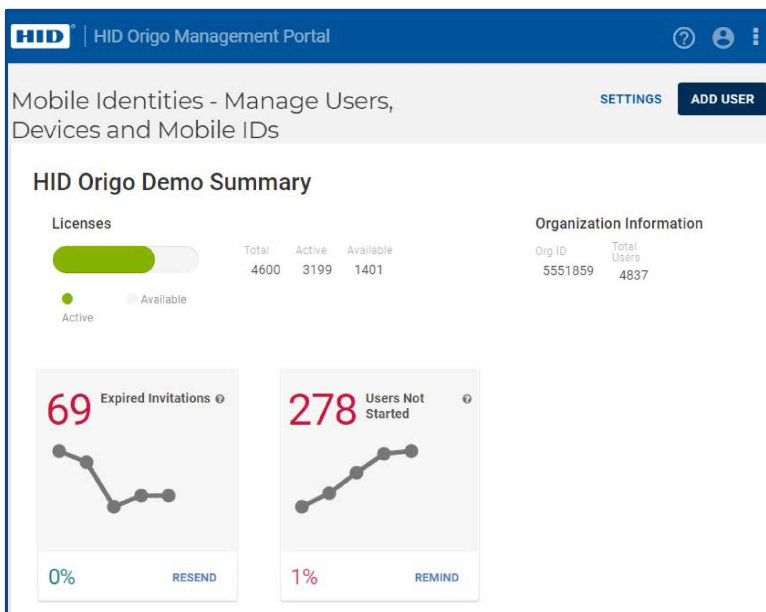 HID® | HID Origo Management Portal
Mobile Identities - Manage Users,
Devices and Mobile IDs
SETTINGS
ADD USER
HID Origo Demo Summary
Licenses
Total Active Available
4600 3199 1401
Active
Available
Organization Information
Org ID
5551859
Total
Users
4837
69 Expired Invitations
0% RESEND
278 Users Not
Started
1% REMIND